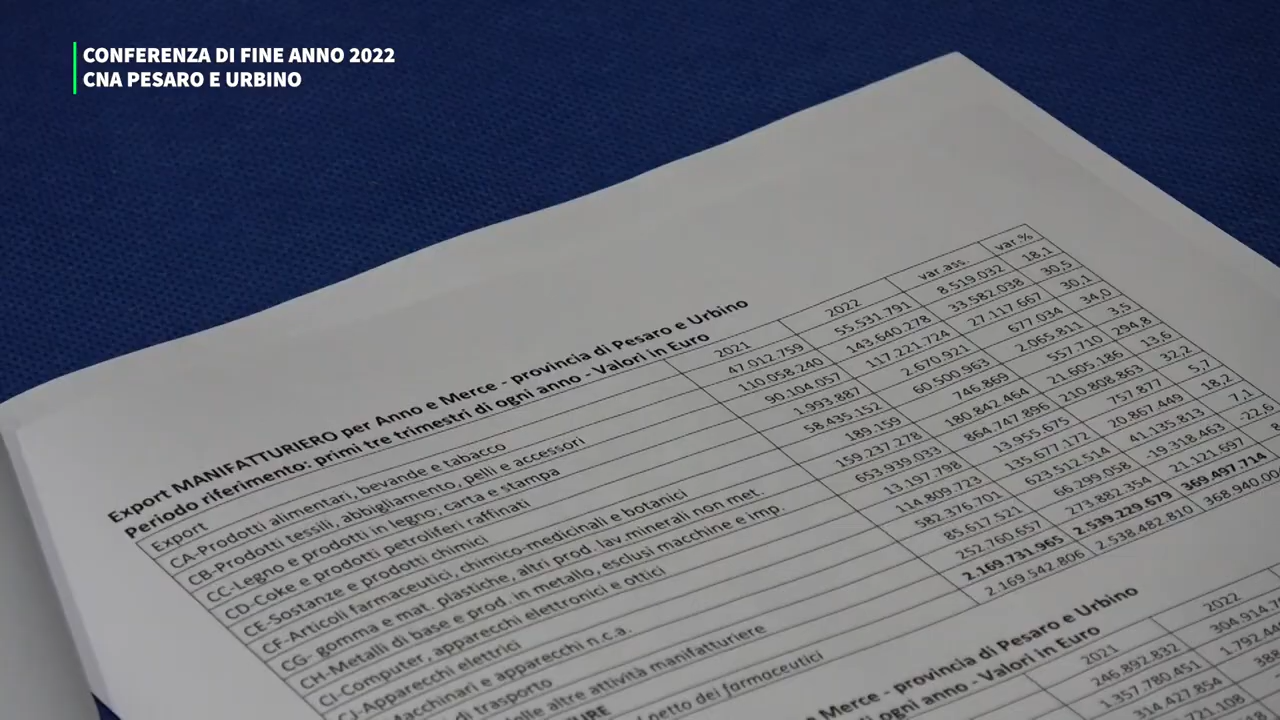 CONFERENZA DI FINE ANNO 2022
CNA PESARO E URBINO
Export MANIFATTURIERO per Anno e Merce - provincia di Pesaro e Urbino
Periodo riferimento: primi tre trimestri di ogni anno - Valori in Euro
Export 2021 2022 var.ass. var.%
CA-Prodotti alimentari, bevande e tabacco 47.012.759 55.531.791 8.519.032 18,1
CB-Prodotti tessili, abbigliamento, pelli e accessori 110.058.240 143.640.278 33.582.038 30,5
CC-Legno e prodotti in legno; carta e stampa 90.104.057 117.221.724 27.117.667 30,1
CD-Coke e prodotti petroliferi raffinati 1.993.887 2.670.921 677.034 34,0
CE-Sostanze e prodotti chimici 58.435.152 60.500.963 2.065.811 3,5
CF-Articoli farmaceutici, chimico-medicinali e botanici 189.159 746.869 557.710 294,8
CG- gomma e mat. plastiche, altri prod. lav minerali non met. 159.237.278 180.842.464 21.605.186 13,6
CH-Metalli di base e prod. in metallo, esclusi macchine e imp. 653.939.033 864.747.896 210.808.863 32,2
CI-Computer, apparecchi elettronici e ottici 13.197.798 13.955.675 757.877 5,7
CJ-Apparecchi elettrici 114.809.723 135.677.172 20.867.449 18,2
Macchinari e apparecchi n.c.a. 582.376.701 623.512.514 41.135.813 7,1
di trasporto 85.617.521 66.299.058 -19.318.463 -22,6
delle altre attività manifatturiere 252.760.657 273.882.354 21.121.697 8
2.169.731.965 2.539.229.679 369.497.714
netto dei farmaceutici 2.169.542.806 2.538.482.810 368.940.00
e Merce - provincia di Pesaro e Urbino
di ogni anno - Valori in Euro
2021 2022
246.892.832 304.914.7
1.357.780.451 1.792.44
314.427.854 388